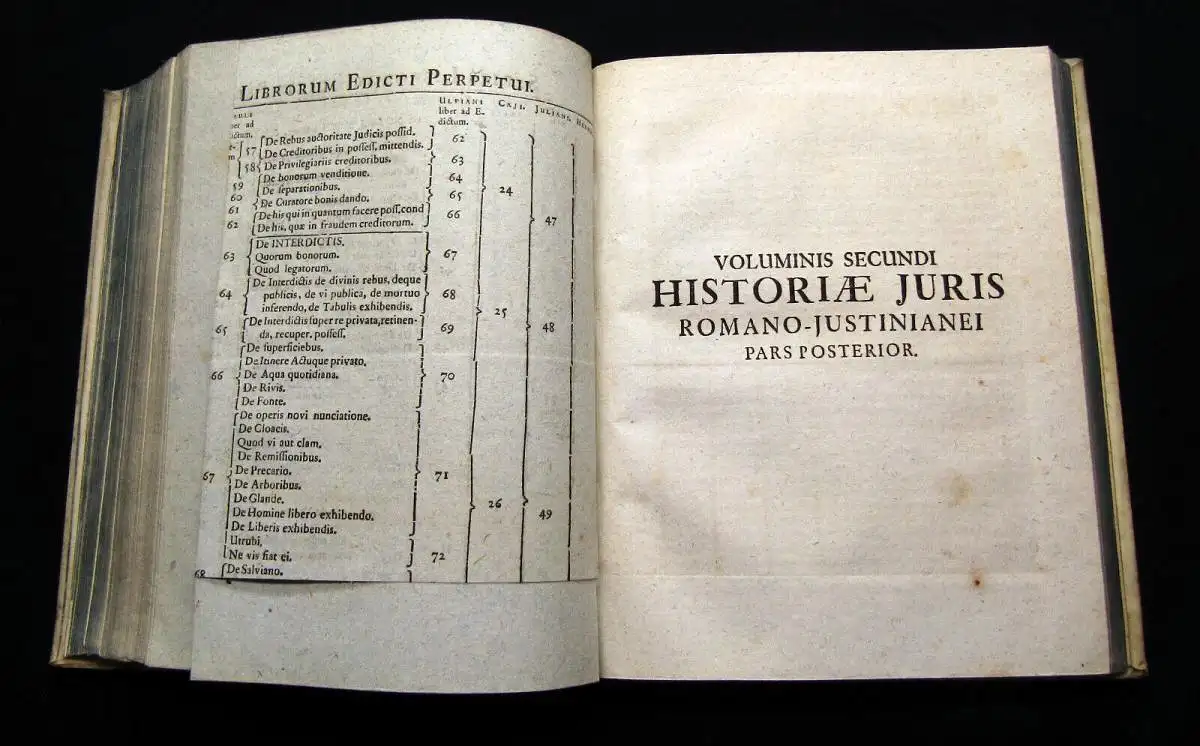 LIBRORUM EDICTI PERPETUI.
ULPIANI CAJI. JULIANI.
liber ad E-
dictum.
57 De Rebus auctoritate Judicis possid. 62
De Creditoribus in possess. mittendis.
58 De Privilegiariis creditoribus. 63
59 De bonorum venditione. 64
De separationibus. 24
60 De Curatore bonis dando. 65
61 De his qui in quantum facere poss. cond 66
62 De his, quæ in fraudem creditorum. 47
De INTERDICTIS.
63 Quorum bonorum. 67
Quod legatorum.
De Interdictis de divinis rebus, deque
64 publicis, de vi publica, de mortuo 68
inferendo, de Tabulis exhibendis. 25
65 De Interdictis super re privata, retinen- 69 48
da, recuper. possess.
De superficiebus.
De Itinere Actuque privato.
66 De Aqua quotidiana. 70
De Rivis.
De Fonte.
De operis novi nunciatione.
De Cloacis.
Quod vi aut clam.
De Remissionibus.
67 De Precario. 71
De Arboribus.
De Glande. 26
De Homine libero exhibendo. 49
De Liberis exhibendis.
Utrubi.
Ne vis fiat ei. 72
68 De Salviano.
VOLUMINIS SECUNDI
HISTORIÆ JURIS
ROMANO-JUSTINIANEI
PARS POSTERIOR.